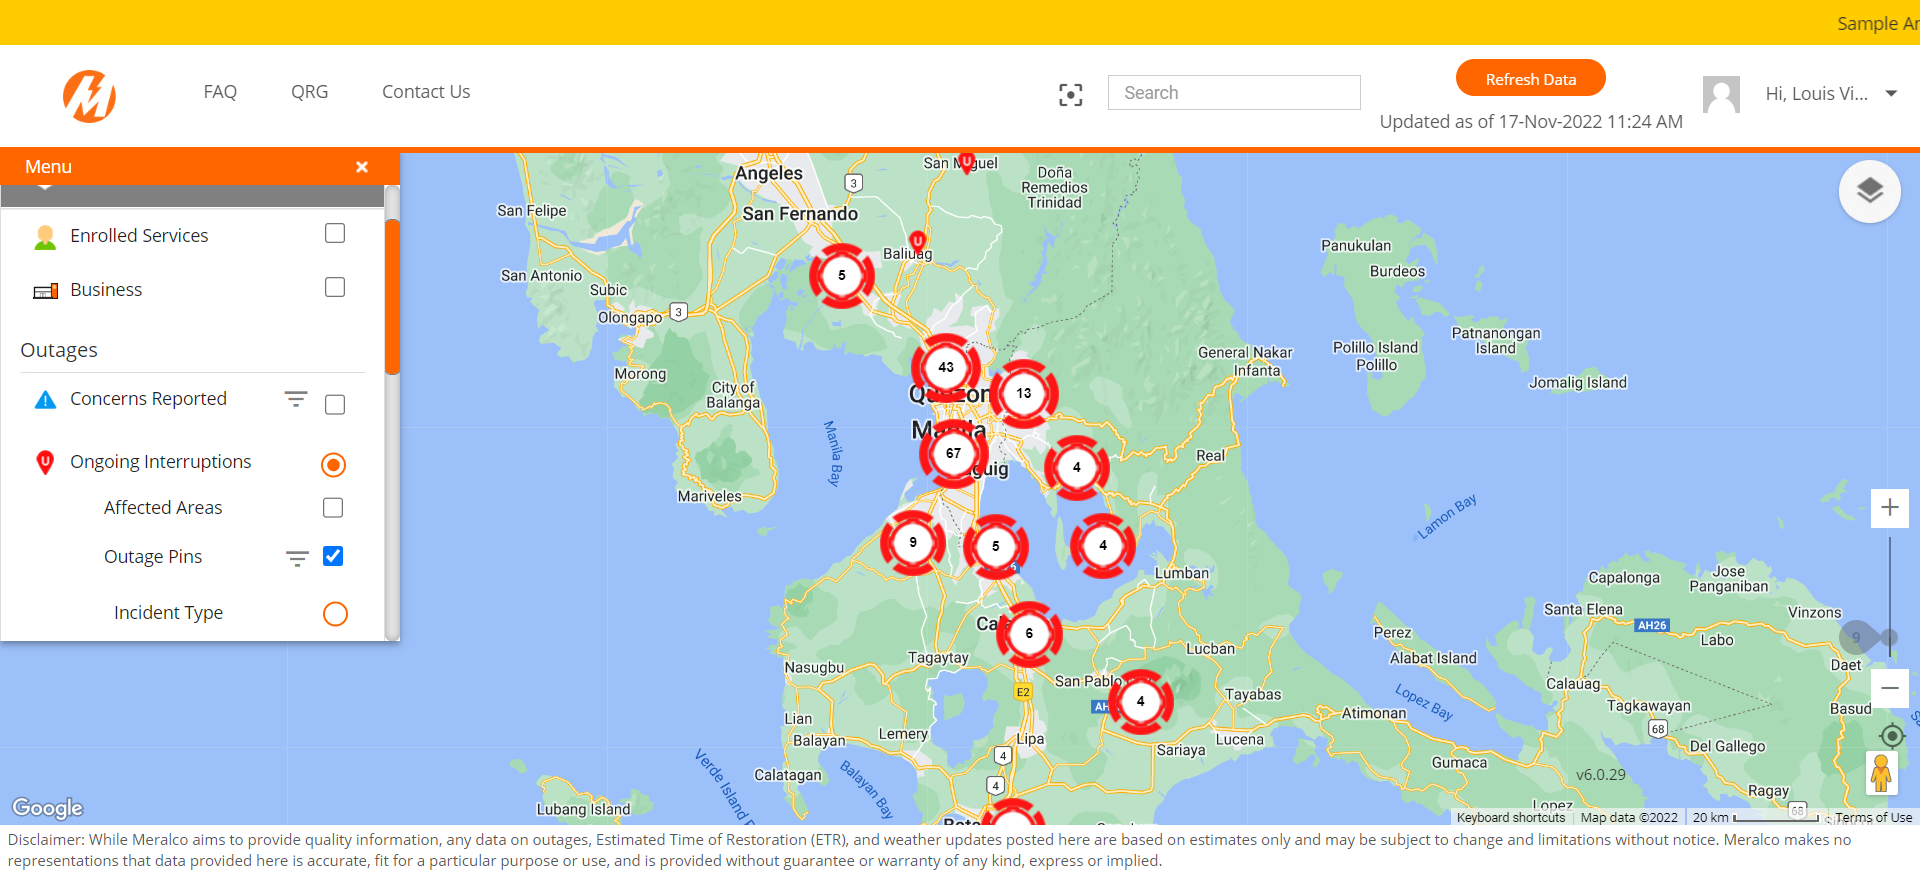 Sample Ar
FAQ
QRG
Contact Us
Search
Refresh Data
Updated as of 17-Nov-2022 11:24 AM
Hi, Louis Vi...
Menu
Enrolled Services
Business
Outages
Concerns Reported
Ongoing Interruptions
Affected Areas
Outage Pins
Incident Type
Angeles
3
San Miguel
U
Doña
Remedios
Trinidad
San Felipe
San Fernando
U
Baliuag
Panukulan
Burdeos
San Antonio
5
Subic
Olongapo
3
Patnanongan
Island
Polillo Island
Polillo
General Nakar
Infanta
Morong
43
City of
Balanga
13
Jomalig Island
Quezon
Manila
Manila Bay
67
4
Real
Mariveles
Lamon Bay
9
5
4
Lumban
Capalonga
Jose
Panganiban
Santa Elena
Vinzons
AH26
6
Perez
Labo
9
Lucban
Alabat Island
Daet
Nasugbu
Tagaytay
San Pablo
E2
Tayabas
Calauag
Lopez Bay
Tagkawayan
Basud
4
Lian
Atimonan
68
Balayan
Lemery
Lipa
Lucena
Sariaya
Del Gallego
4
Gumaca
Calatagan
Balayan Bay
4
v6.0.29
Ragay
Lubang Island
Lopez
68
Google
Keyboard shortcuts
Map data ©2022
20 km
Terms of Use
Disclaimer: While Meralco aims to provide quality information, any data on outages, Estimated Time of Restoration (ETR), and weather updates posted here are based on estimates only and may be subject to change and limitations without notice. Meralco makes no
representations that data provided here is accurate, fit for a particular purpose or use, and is provided without guarantee or warranty of any kind, express or implied.